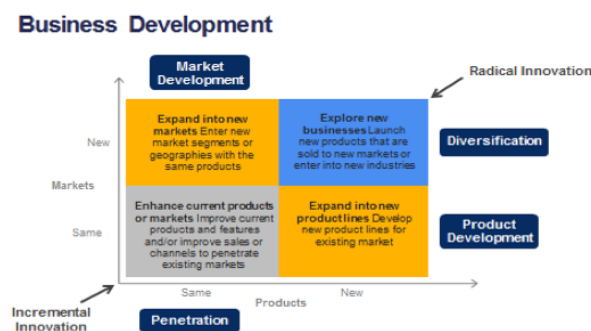 Business Development
Market
Development
Radical Innovation
Expand into new
markets Enter new
market segments or
geographies with the
same products
Explore new
businesses Launch
new products that are
sold to new markets or
enter into new industries
New
Diversification
Markets
Enhance current products
or markets Improve current
products and features
and/or improve sales or
channels to penetrate
existing markets
Expand into new
product lines Develop
new product lines for
existing market
Same
Product
Development
Same
New
Products
Incremental
Innovation
Penetration